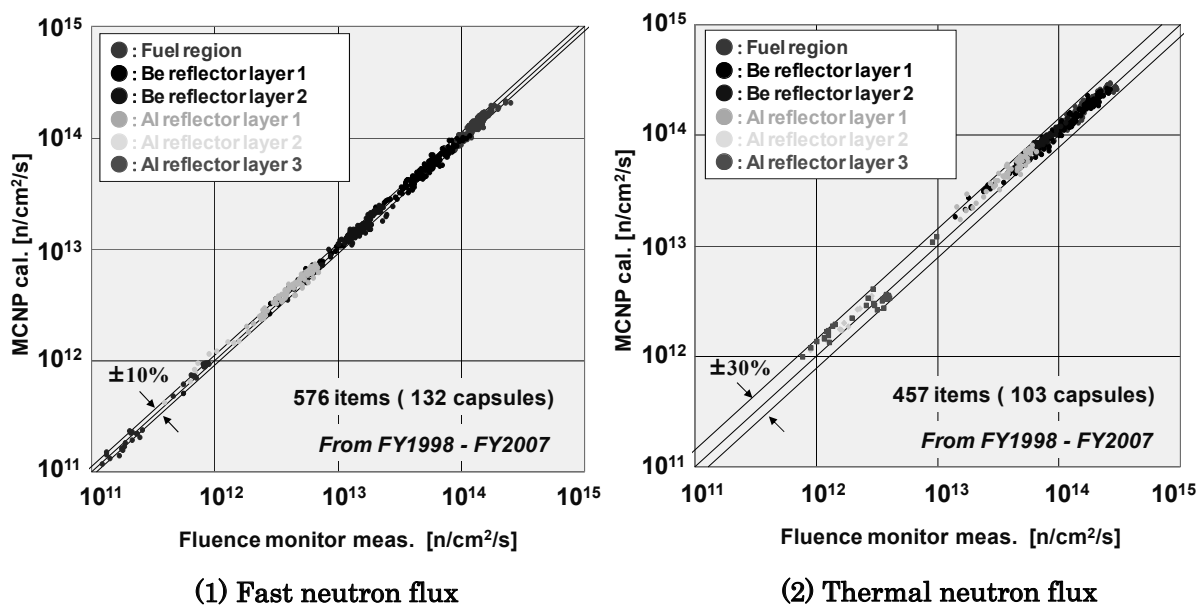 10¹⁵
● : Fuel region
● : Be reflector layer 1
● : Be reflector layer 2
● : Al reflector layer 1
● : Al reflector layer 2
● : Al reflector layer 3
10¹⁴
10¹³
10¹²
10¹¹
MCNP cal. [n/cm²/s]
±10%
576 items ( 132 capsules)
From FY1998 - FY2007
10¹¹ 10¹² 10¹³ 10¹⁴ 10¹⁵
Fluence monitor meas. [n/cm²/s]
(1) Fast neutron flux
10¹⁵
● : Fuel region
● : Be reflector layer 1
● : Be reflector layer 2
● : Al reflector layer 1
● : Al reflector layer 2
● : Al reflector layer 3
10¹⁴
10¹³
10¹²
10¹¹
MCNP cal. [n/cm²/s]
±30%
457 items ( 103 capsules)
From FY1998 - FY2007
10¹¹ 10¹² 10¹³ 10¹⁴ 10¹⁵
Fluence monitor meas. [n/cm²/s]
(2) Thermal neutron flux